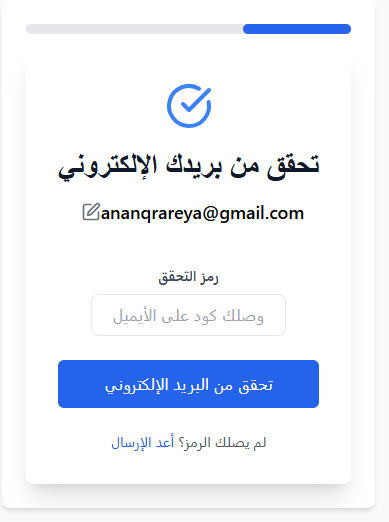 تحقق من بريدك الإلكتروني
ananqrareya@gmail.com
رمز التحقق
وصلك كود على الأيميل
تحقق من البريد الإلكتروني
لم يصلك الرمز؟ أعد الإرسال